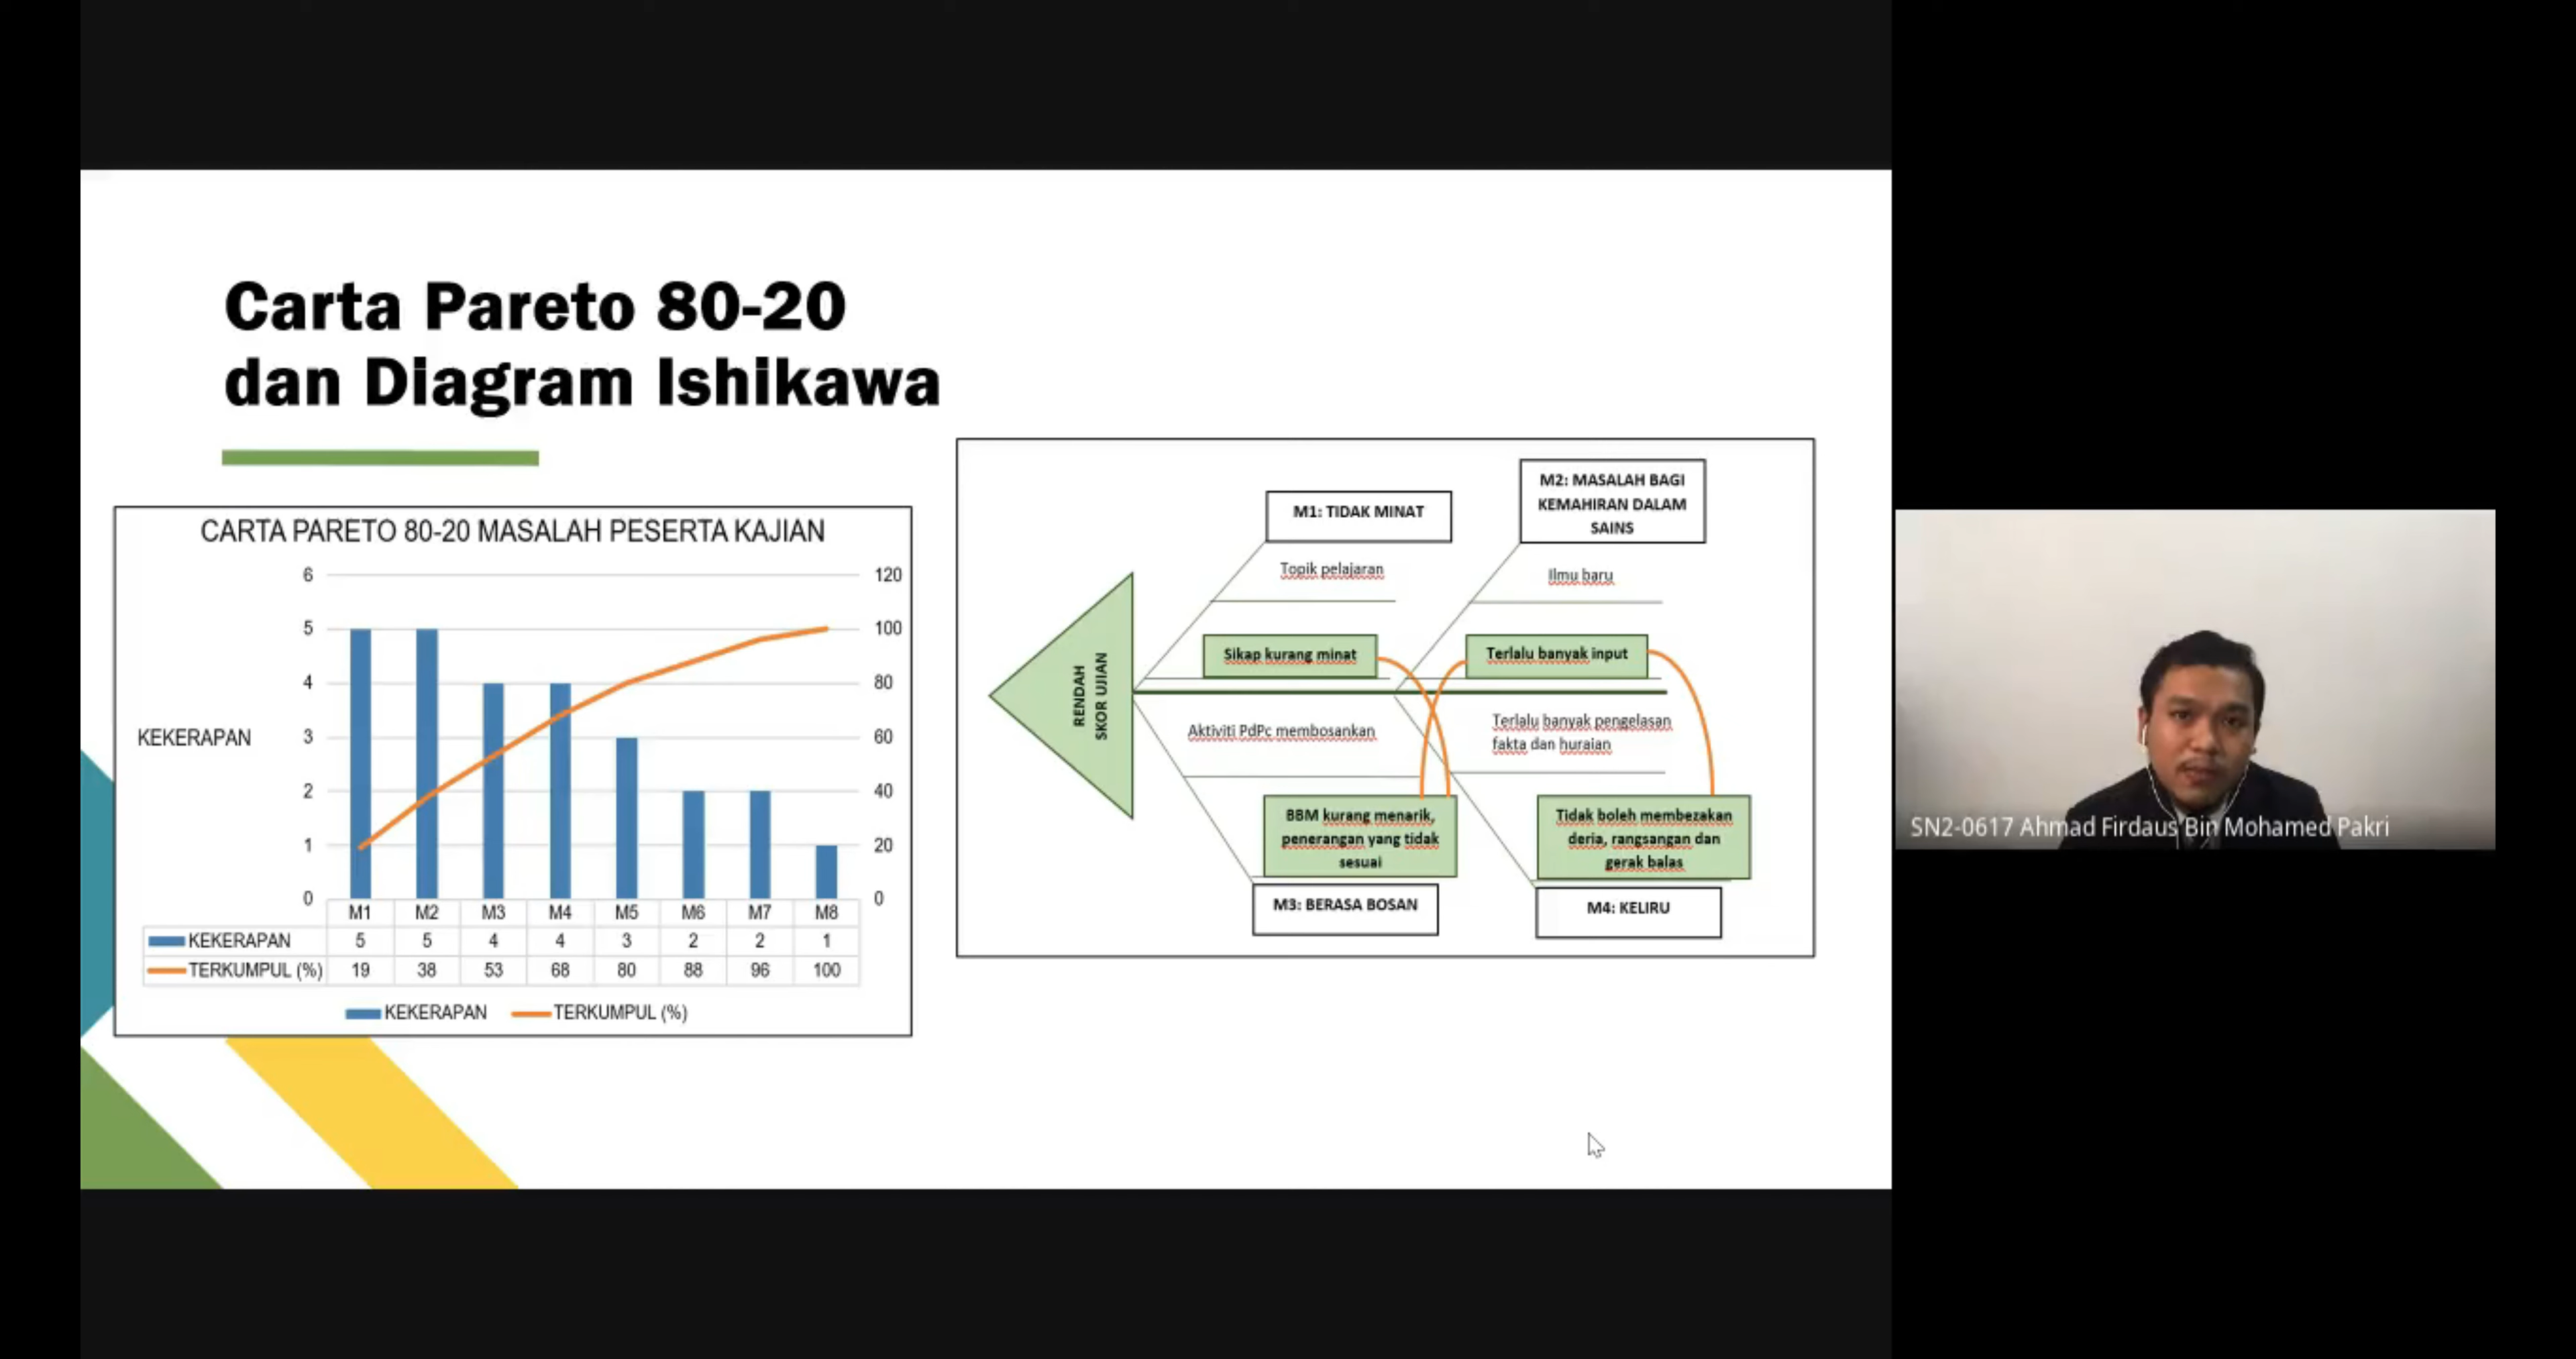 Carta Pareto 80-20
dan Diagram Ishikawa
CARTA PARETO 80-20 MASALAH PESERTA KAJIAN
6
5
4
3
2
1
0
KEKERAPAN
120
100
80
60
40
20
0
M1 M2 M3 M4 M5 M6 M7 M8
KEKERAPAN 5 5 4 4 3 2 2 1
TERKUMPUL (%) 19 38 53 68 80 88 96 100
KEKERAPAN TERKUMPUL (%)
RENDAH
SKOR UJIAN
M1: TIDAK MINAT
Topik pelajaran
Sikap kurang minat
M2: MASALAH BAGI
KEMAHIRAN DALAM
SAINS
Ilmu baru
Terlalu banyak input
Aktiviti PdPc membosankan
BBM kurang menarik,
penerangan yang tidak
sesuai
M3: BERASA BOSAN
Terlalu banyak pengelasan
fakta dan huraian
Tidak boleh membezakan
deria, rangsangan dan
gerak balas
M4: KELIRU
SN2-0617 Ahmad Firdaus Bin Mohamed Pakri